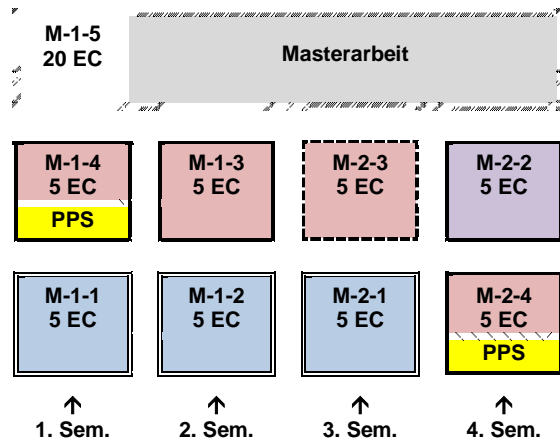 M-1-5
20 EC
Masterarbeit
M-1-4
5 EC
PPS
M-1-3
5 EC
M-2-3
5 EC
M-2-2
5 EC
M-1-1
5 EC
M-1-2
5 EC
M-2-1
5 EC
M-2-4
5 EC
PPS
1. Sem.
2. Sem.
3. Sem.
4. Sem.